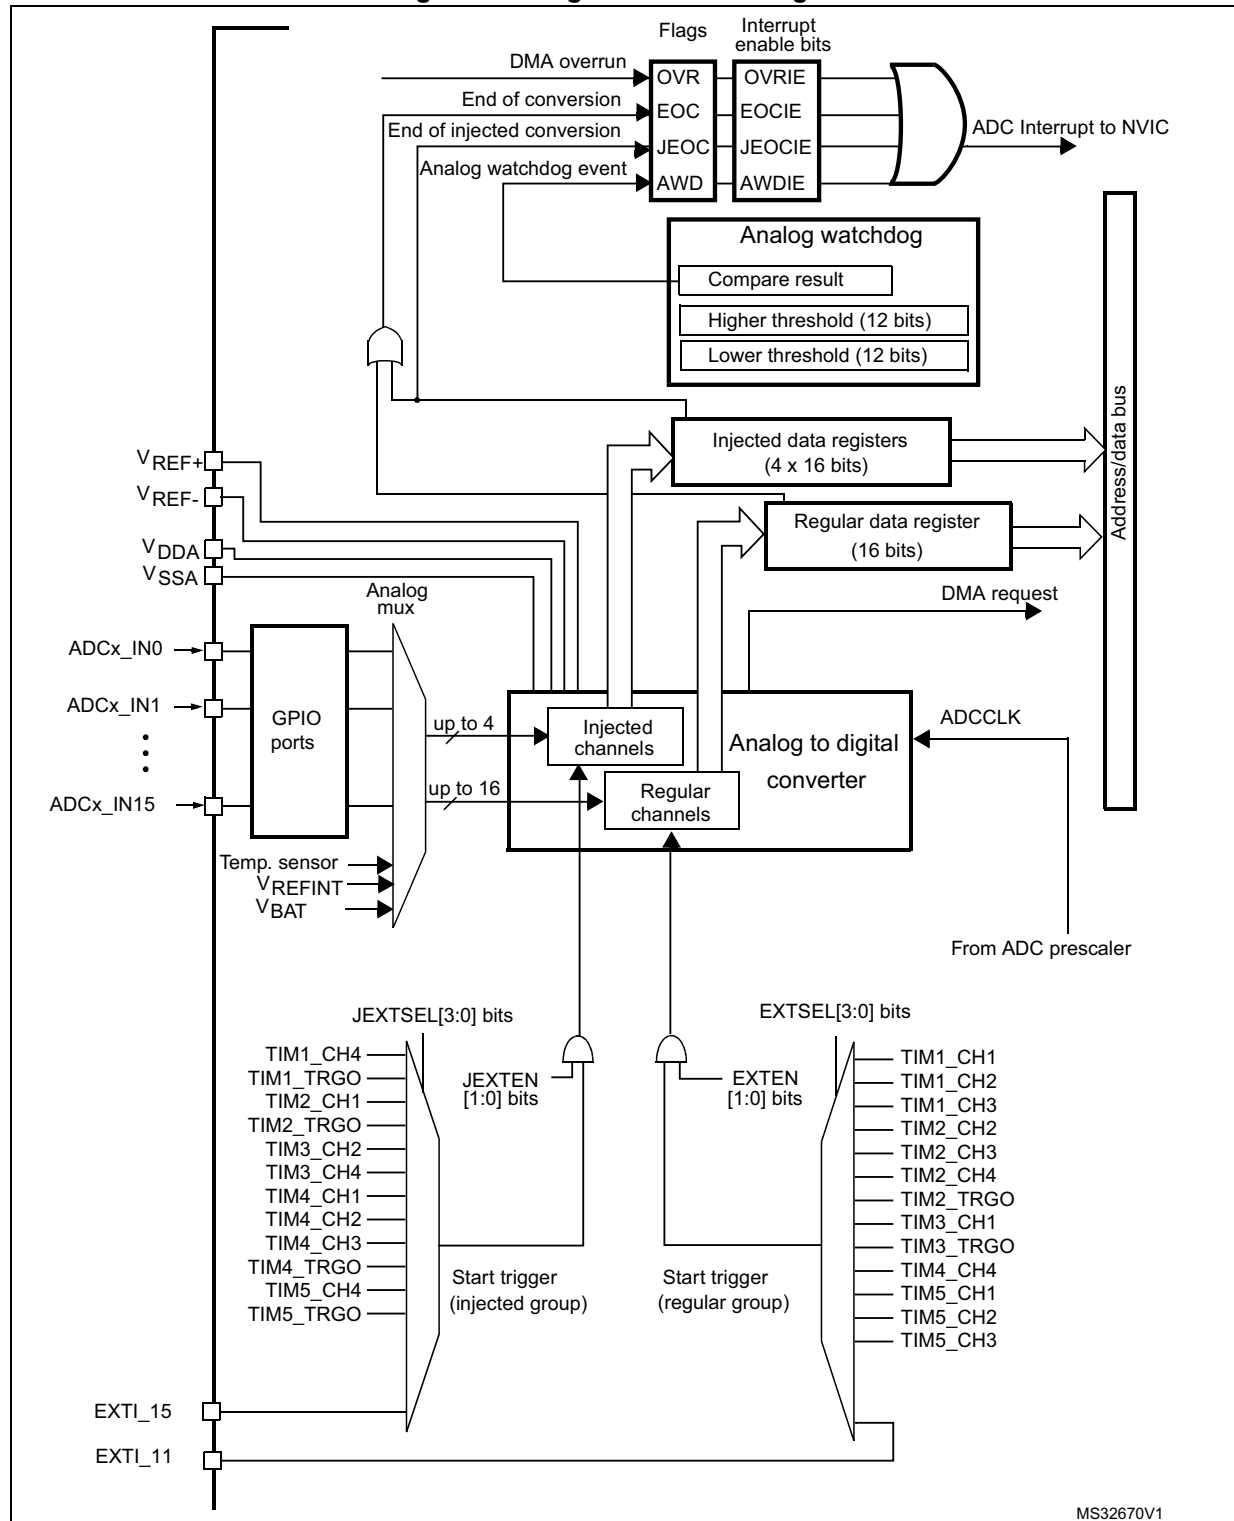 Flags
Interrupt
enable bits
DMA overrun
OVR
OVRIE
End of conversion
EOC
EOCIE
End of injected conversion
JEOC
JEOCIE
ADC Interrupt to NVIC
Analog watchdog event
AWD
AWDIE
Analog watchdog
Compare result
Higher threshold (12 bits)
Lower threshold (12 bits)
Address/data bus
Injected data registers
(4 x 16 bits)
VREF+
VREF-
Regular data register
(16 bits)
VDDA
VSSA
Analog
mux
DMA request
ADCx_IN0
ADCx_IN1
GPIO
ports
up to 4
Injected
channels
Analog to digital
converter
ADCCLK
ADCx_IN15
up to 16
Regular
channels
Temp. sensor
VREFINT
VBAT
From ADC prescaler
JEXTSEL[3:0] bits
EXTSEL[3:0] bits
JEXTEN
[1:0] bits
EXTEN
[1:0] bits
TIM1_CH4
TIM1_TRGO
TIM2_CH1
TIM2_TRGO
TIM3_CH2
TIM3_CH4
TIM4_CH1
TIM4_CH2
TIM4_CH3
TIM4_TRGO
TIM5_CH4
TIM5_TRGO
Start trigger
(injected group)
Start trigger
(regular group)
TIM1_CH1
TIM1_CH2
TIM1_CH3
TIM2_CH2
TIM2_CH3
TIM2_CH4
TIM2_TRGO
TIM3_CH1
TIM3_TRGO
TIM4_CH4
TIM5_CH1
TIM5_CH2
TIM5_CH3
EXTI_15
EXTI_11
MS32670V1